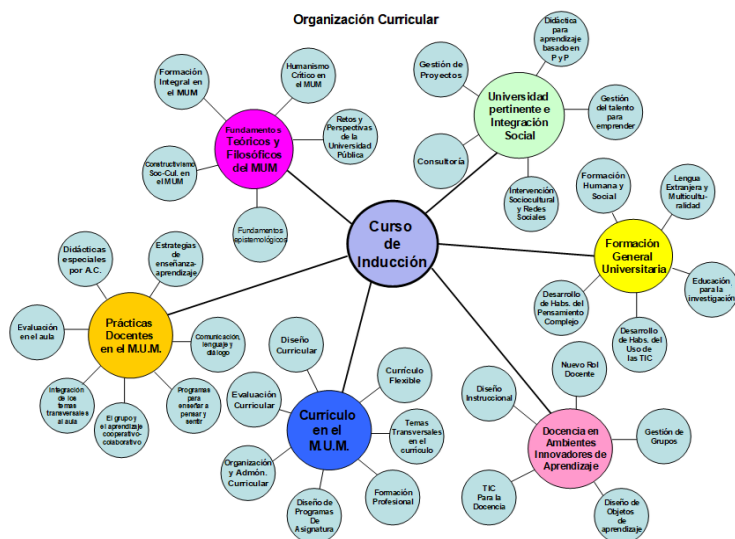 Organización Curricular
Formación
Integral en
el MUM
Humanismo
Crítico en
el MUM
Fundamentos
Teóricos y
Filosóficos
del MUM
Retos y
Perspectivas
de la
Universidad
Pública
Constructivismo
Soc-Cul. en
el MUM
Fundamentos
epistemológicos
Didáctica
para
aprendizaje
basado en
P y P
Gestión de
Proyectos
Universidad
pertinente e
Integración
Social
Gestión
del talento
para
emprender
Consultoría
Intervención
Sociocultural
y Redes
Sociales
Curso
de
Inducción
Formación
Humana y
Social
Lengua
Extranjera y
Multicultu-
ralidad
Formación
General
Universitaria
Educación
para la
investigación
Desarrollo
de Habs. del
Pensamiento
Complejo
Desarrollo
de Habs. del
Uso de
las TIC
Didácticas
especiales
por A.C.
Estrategias
de
enseñanza-
aprendizaje
Prácticas
Docentes
en el M.U.M.
Evaluación
en el aula
Comunicación,
lenguaje y
diálogo
Integración
de los
temas
transversales
al aula
El grupo y
el aprendizaje
cooperativo-
colaborativo
Programas
para
enseñar a
pensar y
sentir
Diseño
Curricular
Currículo
Flexible
Evaluación
Curricular
Currículo
en el
M.U.M.
Temas
Transversales
en el
currículo
Organización
y Admón.
Curricular
Diseño de
Programas
De
Asignatura
Formación
Profesional
Nuevo Rol
Docente
Diseño
Instruccional
Docencia en
Ambientes
Innovadores de
Aprendizaje
Gestión de
Grupos
TIC
Para la
Docencia
Diseño de
Objetos
de
aprendizaje